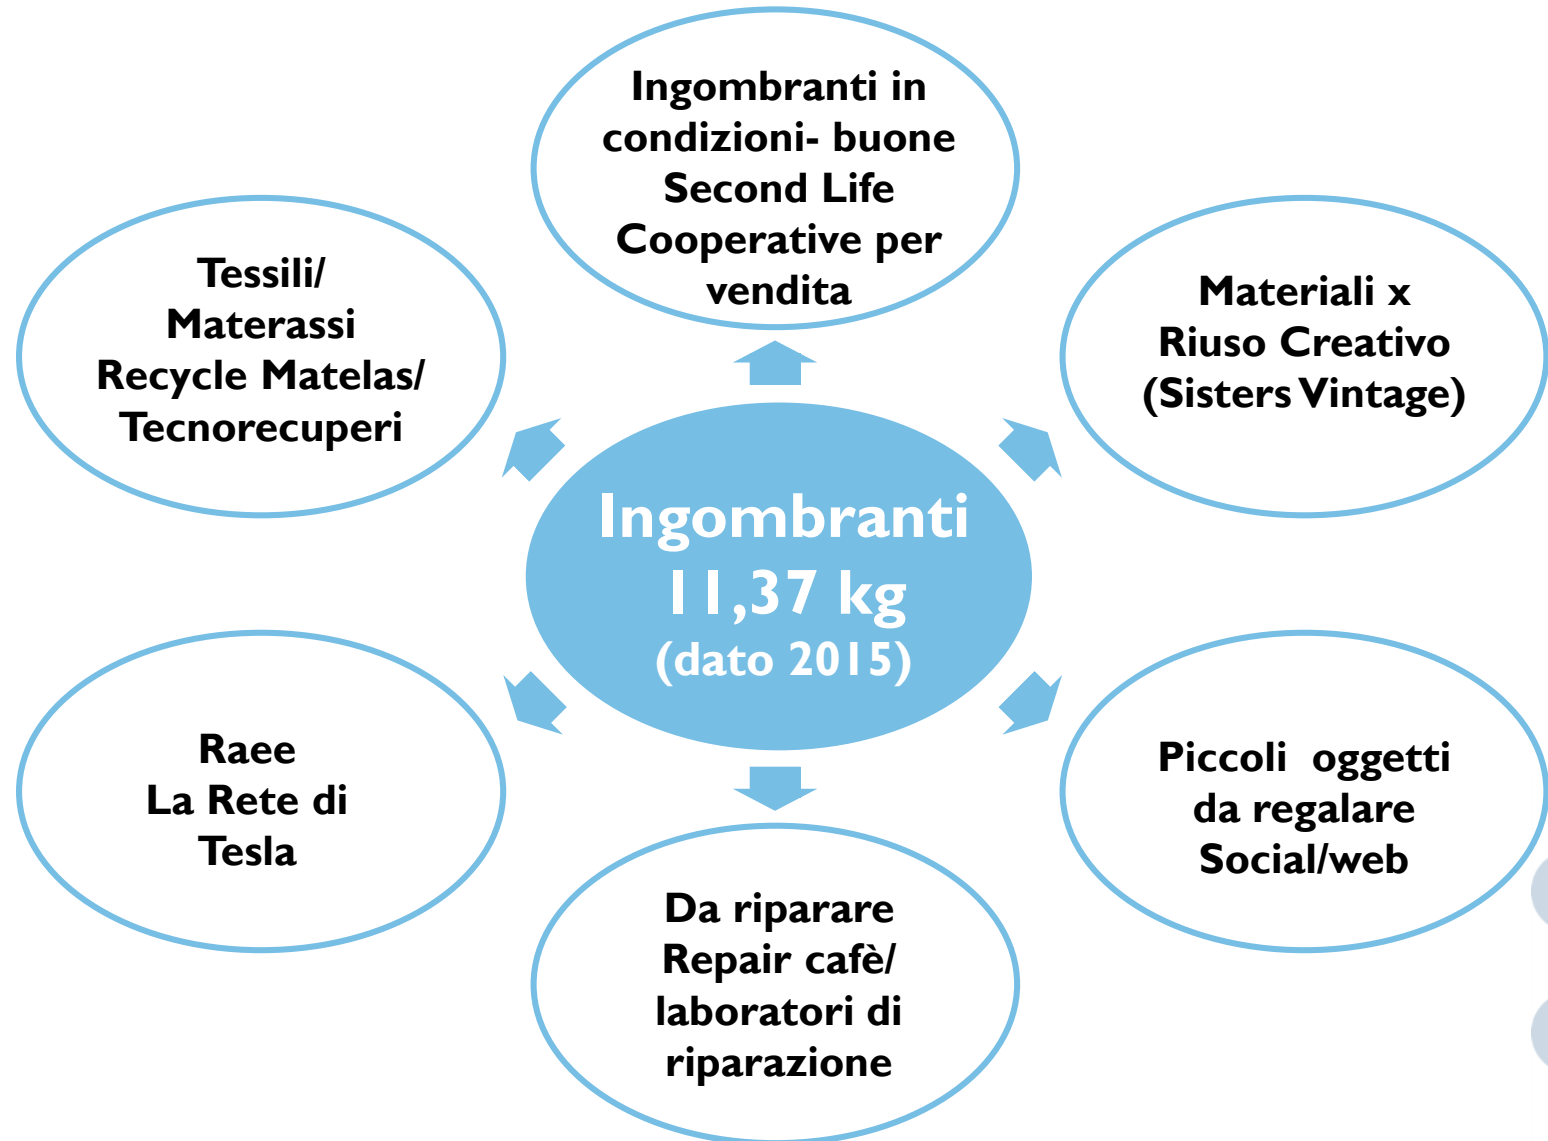 Ingombranti in
condizioni- buone
Second Life
Cooperative per
vendita
Tessili/
Materassi
Recycle Matelas/
Tecnorecuperi
Materiali x
Riuso Creativo
(Sisters Vintage)
Ingombranti
11,37 kg
(dato 2015)
Raee
La Rete di
Tesla
Piccoli oggetti
da regalare
Social/web
Da riparare
Repair cafè/
laboratori di
riparazione